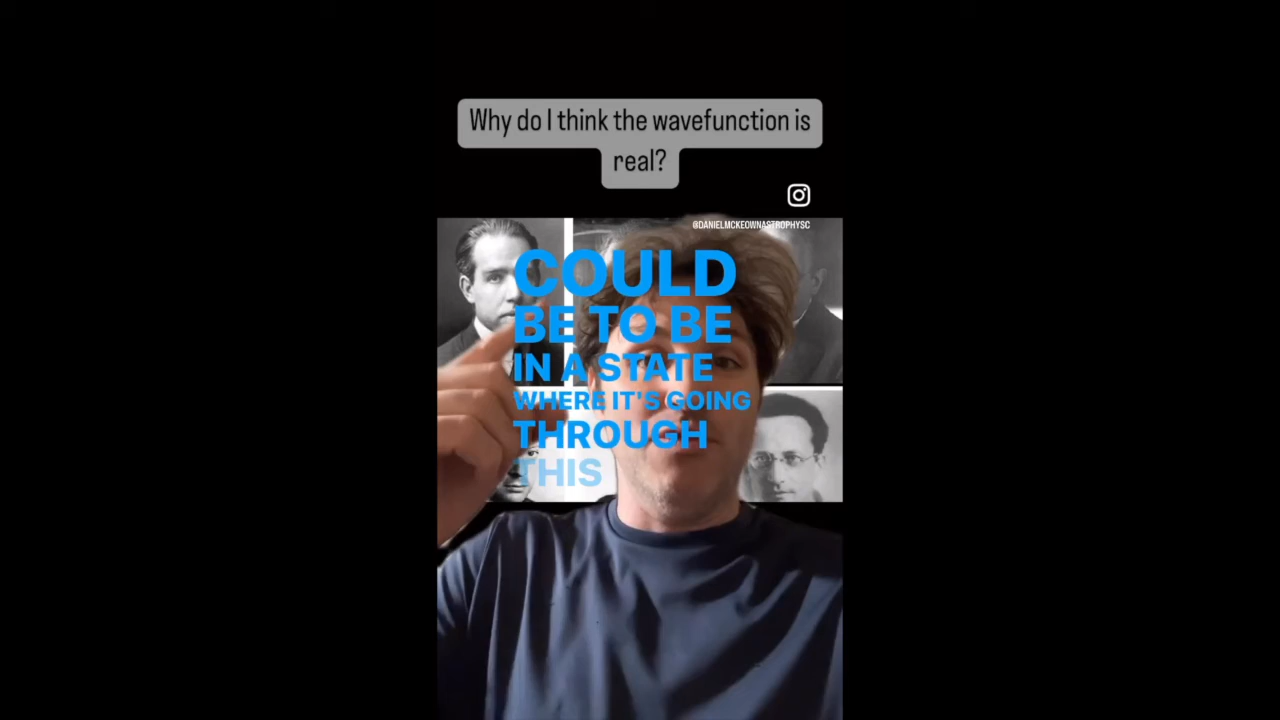 Why do I think the wavefunction is
real?
@DANIELMCKEOWNASTROPHYSC
COULD
BE TO BE
IN A STATE
WHERE IT'S GOING
THROUGH
THIS